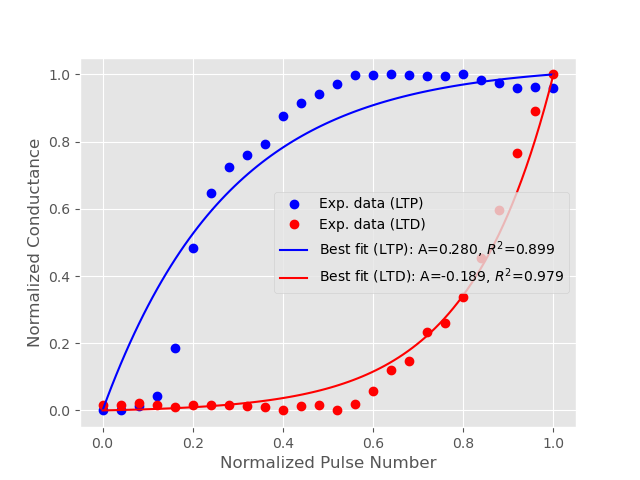 1.0
0.8
0.6
0.4
0.2
0.0
Normalized Conductance
Exp. data (LTP)
Exp. data (LTD)
Best fit (LTP): A=0.280, R²=0.899
Best fit (LTD): A=-0.189, R²=0.979
0.0 0.2 0.4 0.6 0.8 1.0
Normalized Pulse Number